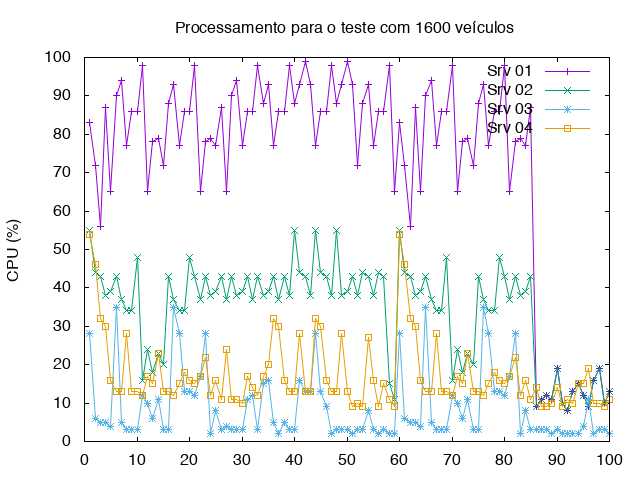 Processamento para o teste com 1600 veículos
100
90
80
70
60
50
40
30
20
10
0
CPU (%)
Srv 01
Srv 02
Srv 03
Srv 04
0 10 20 30 40 50 60 70 80 90 100